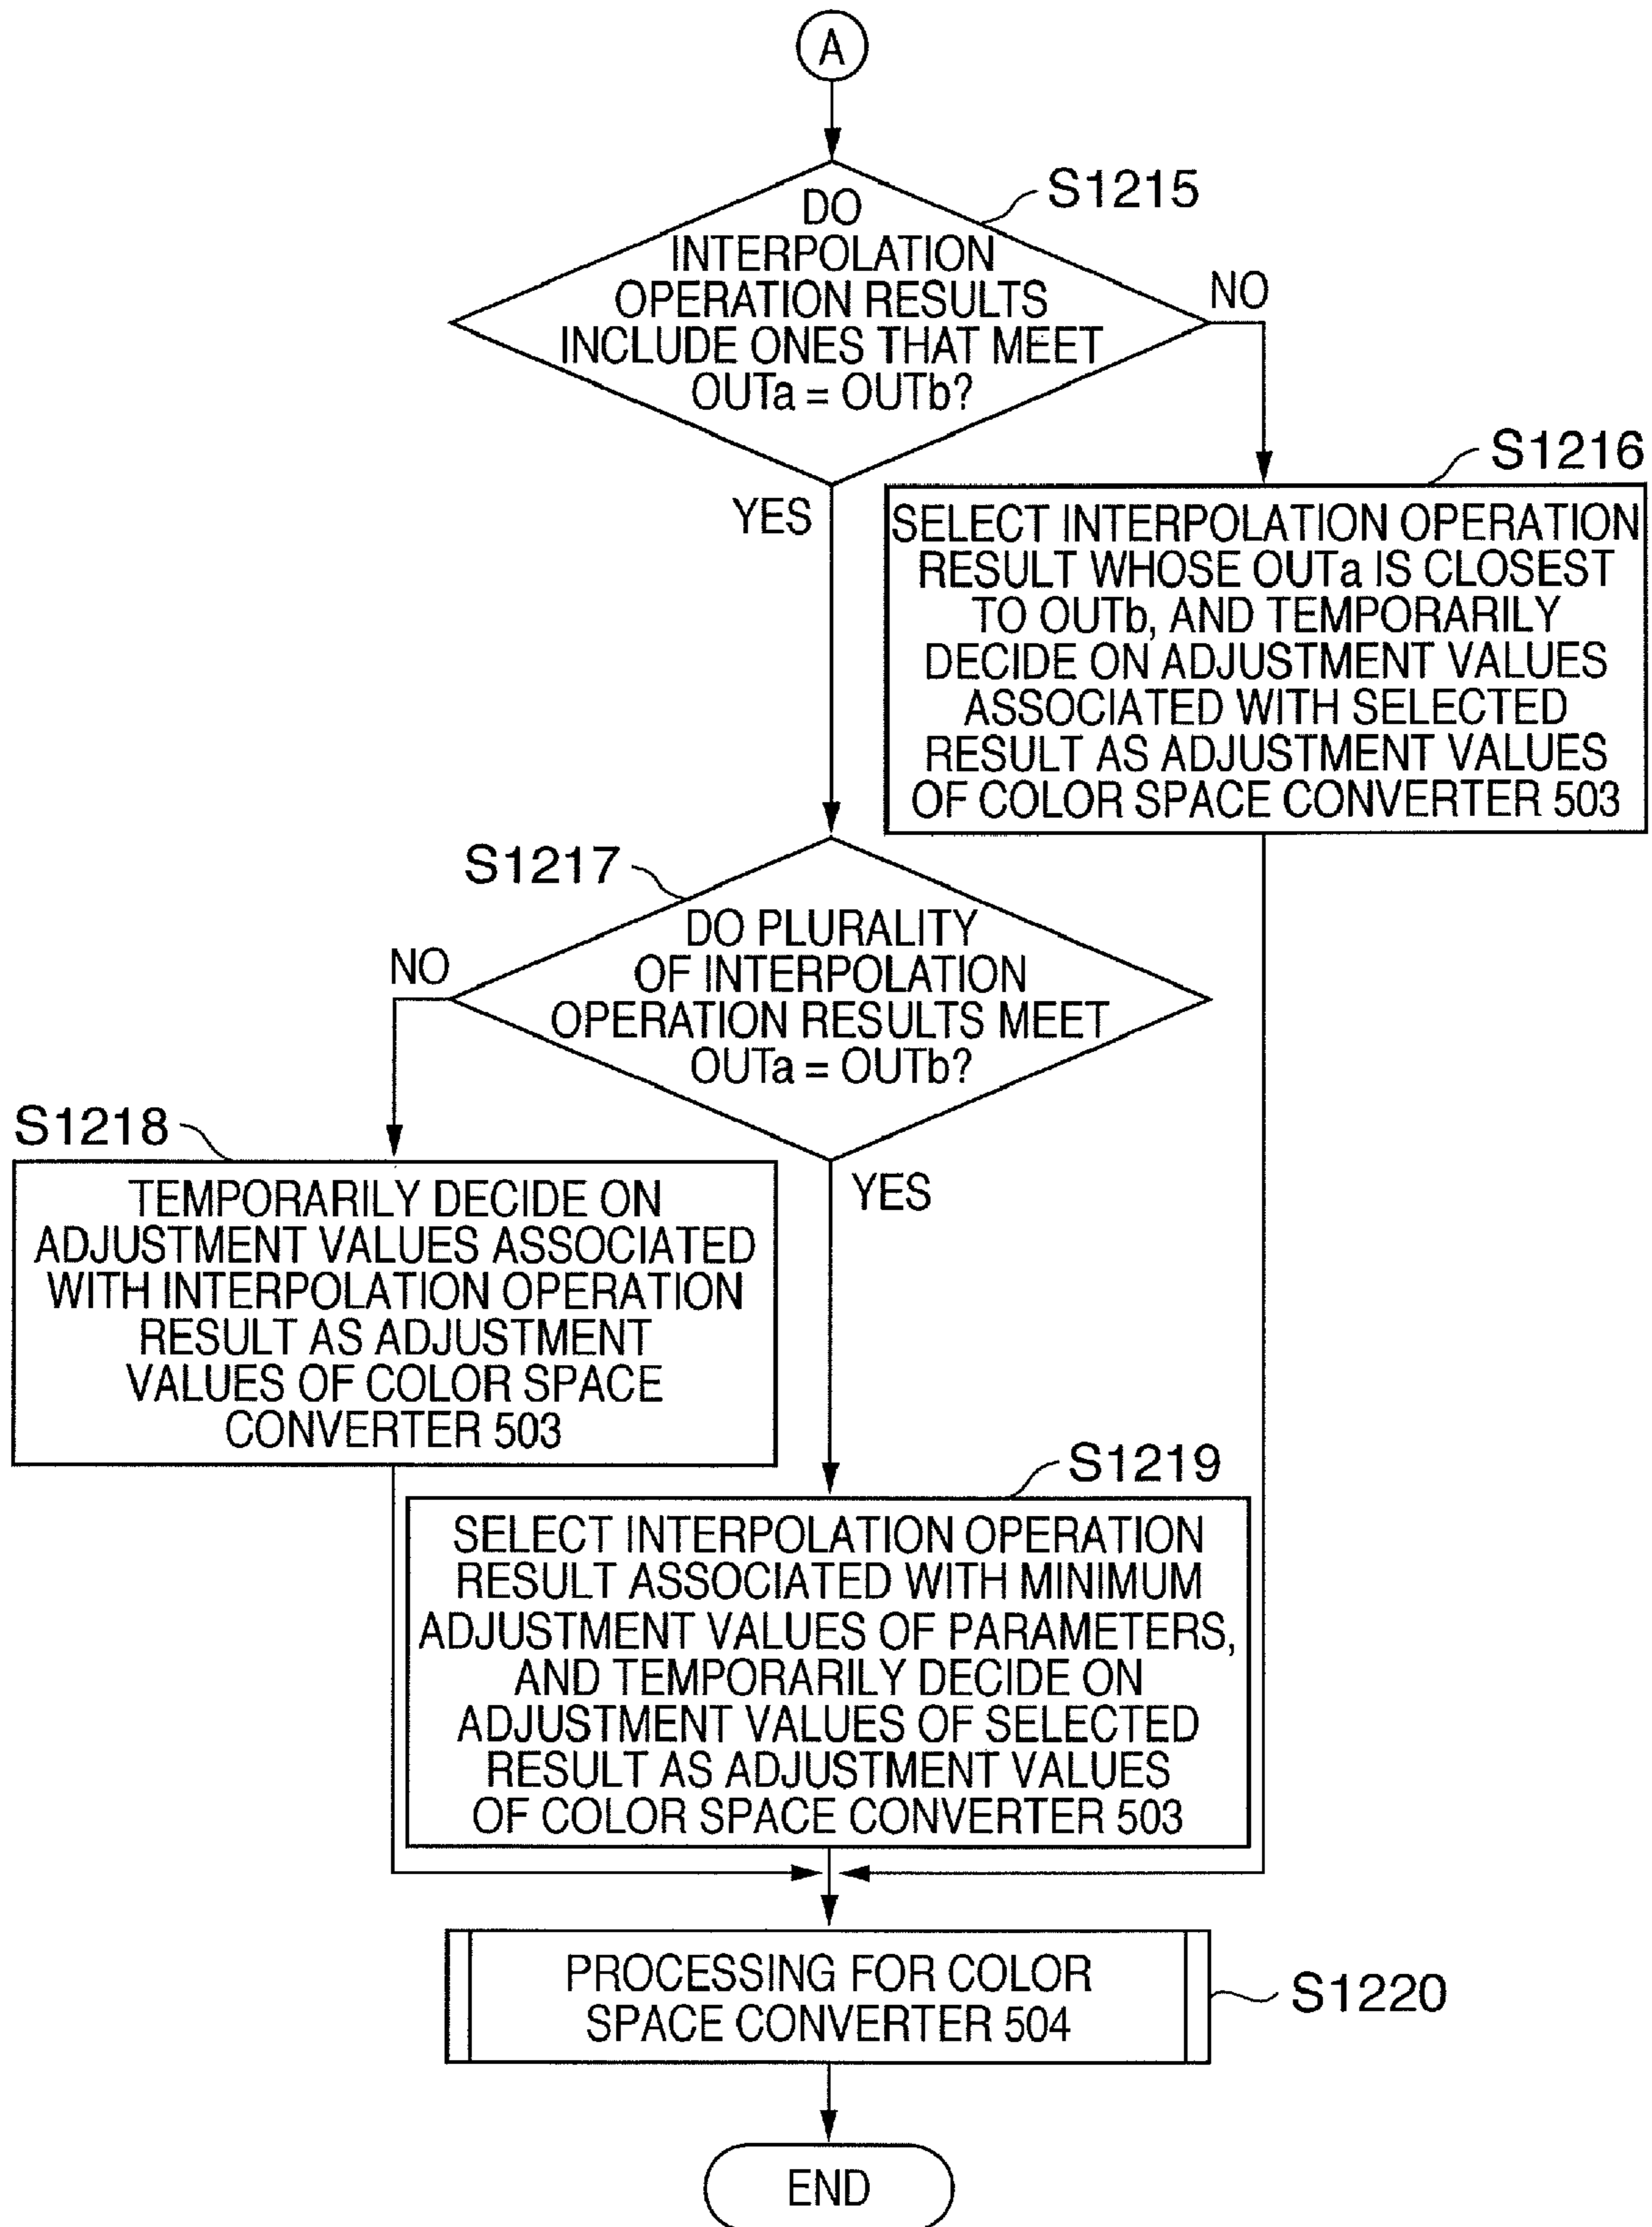 A
S1215
DO
INTERPOLATION
OPERATION RESULTS
INCLUDE ONES THAT MEET
OUTa = OUTb?
NO
YES
S1216
SELECT INTERPOLATION OPERATION
RESULT WHOSE OUTa IS CLOSEST
TO OUTb, AND TEMPORARILY
DECIDE ON ADJUSTMENT VALUES
ASSOCIATED WITH SELECTED
RESULT AS ADJUSTMENT VALUES
OF COLOR SPACE CONVERTER 503
S1217
DO PLURALITY
OF INTERPOLATION
OPERATION RESULTS MEET
OUTa = OUTb?
NO
YES
S1218
TEMPORARILY DECIDE ON
ADJUSTMENT VALUES ASSOCIATED
WITH INTERPOLATION OPERATION
RESULT AS ADJUSTMENT
VALUES OF COLOR SPACE
CONVERTER 503
S1219
SELECT INTERPOLATION OPERATION
RESULT ASSOCIATED WITH MINIMUM
ADJUSTMENT VALUES OF PARAMETERS,
AND TEMPORARILY DECIDE ON
ADJUSTMENT VALUES OF SELECTED
RESULT AS ADJUSTMENT VALUES
OF COLOR SPACE CONVERTER 503
PROCESSING FOR COLOR
SPACE CONVERTER 504
S1220
END